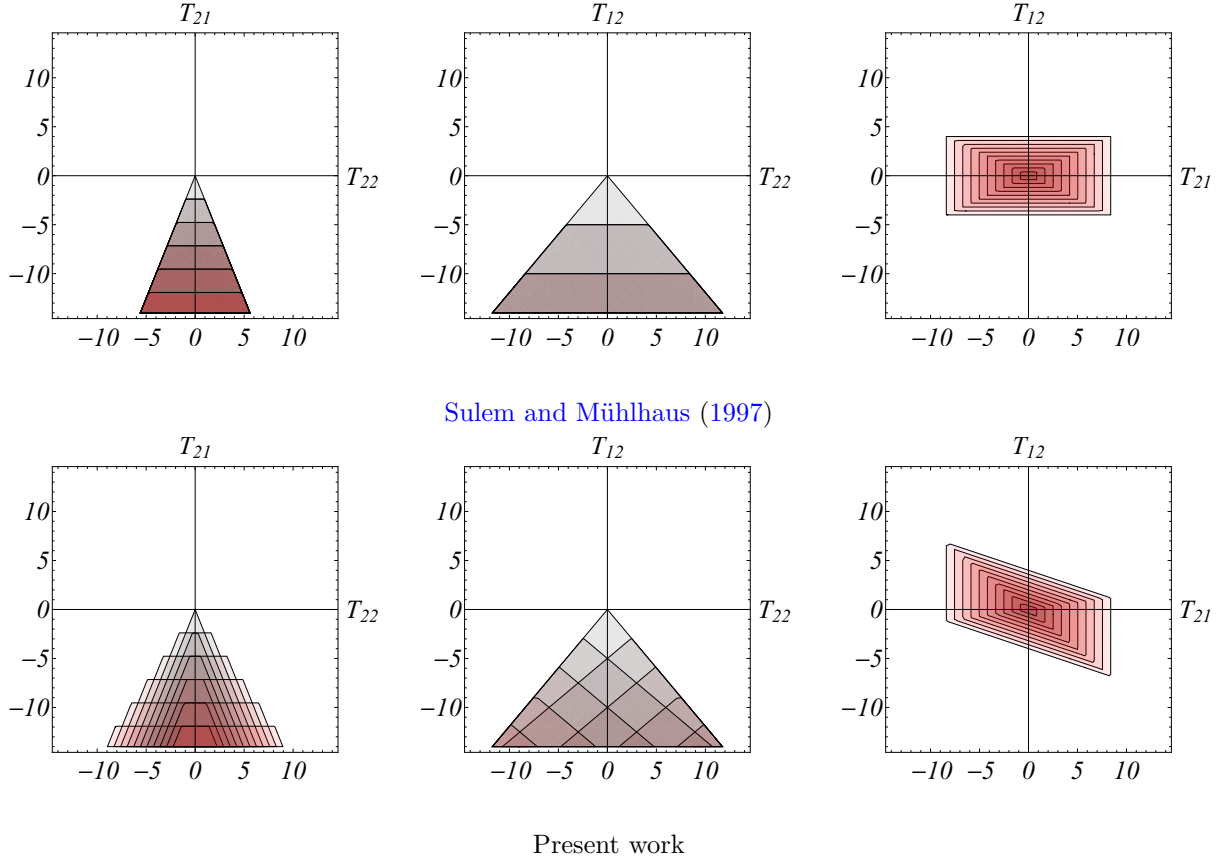 T21 T12 T12
10 10 10
5 5 5
0 T22 0 T22 0 T21
−5 −5 −5
−10 −10 −10
−10 −5 0 5 10 −10 −5 0 5 10 −10 −5 0 5 10
Sulem and Mühlhaus (1997)
T21 T12 T12
10 10 10
5 5 5
0 T22 0 T22 0 T21
−5 −5 −5
−10 −10 −10
−10 −5 0 5 10 −10 −5 0 5 10 −10 −5 0 5 10
Present work